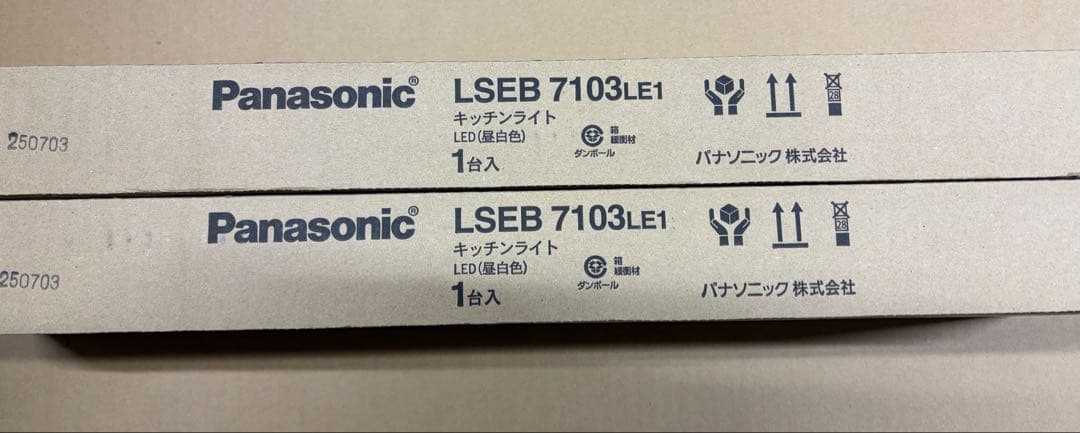 Panasonic® LSEB 7103LE1
キッチンライト
LED(昼白色)
1台入
箱
緩衝材
ダンボール
パナソニック 株式会社
28
250703
Panasonic® LSEB 7103LE1
キッチンライト
LED(昼白色)
1台入
箱
緩衝材
ダンボール
パナソニック 株式会社
28
250703